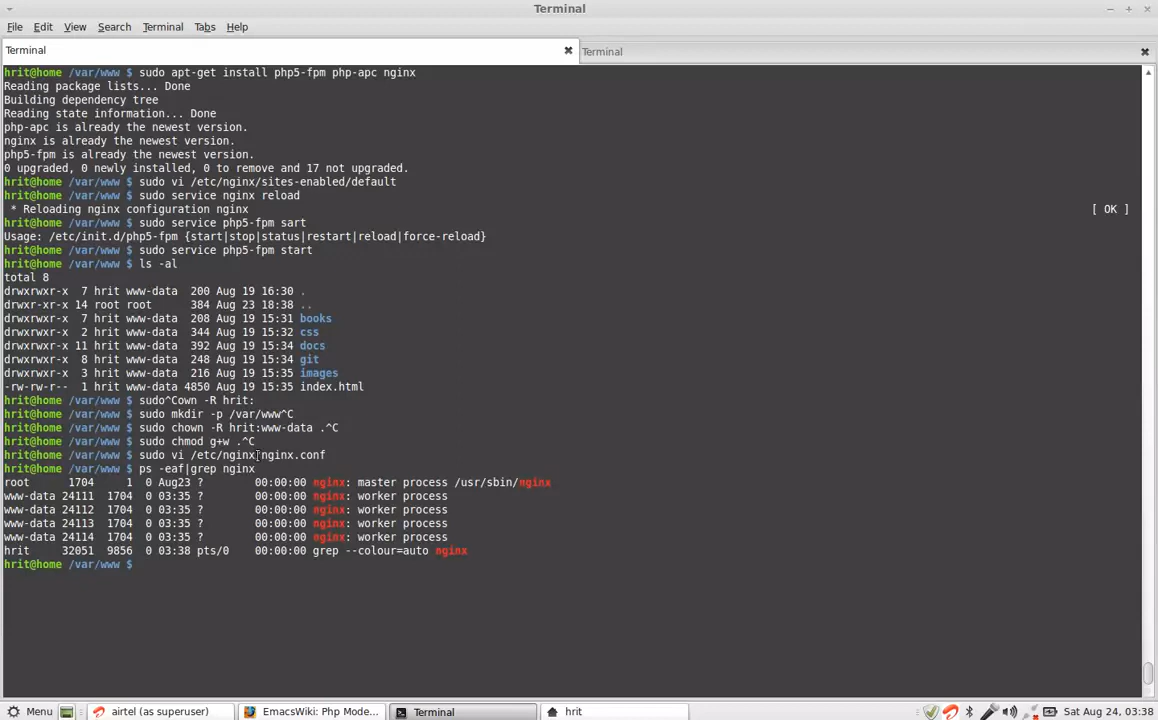 Terminal
File Edit View Search Terminal Tabs Help
Terminal Terminal
hrit@home /var/www $ sudo apt-get install php5-fpm php-apc nginx
Reading package lists... Done
Building dependency tree
Reading state information... Done
php-apc is already the newest version.
nginx is already the newest version.
php5-fpm is already the newest version.
0 upgraded, 0 newly installed, 0 to remove and 17 not upgraded.
hrit@home /var/www $ sudo vi /etc/nginx/sites-enabled/default
hrit@home /var/www $ sudo service nginx reload
 * Reloading nginx configuration nginx [ OK ]
hrit@home /var/www $ sudo service php5-fpm sart
Usage: /etc/init.d/php5-fpm {start|stop|status|restart|reload|force-reload}
hrit@home /var/www $ sudo service php5-fpm start
hrit@home /var/www $ ls -al
total 8
drwxrwxr-x  7 hrit www-data  200 Aug 19 16:30 .
drwxr-xr-x 14 root root      384 Aug 23 18:38 ..
drwxrwxr-x  7 hrit www-data  208 Aug 19 15:31 books
drwxrwxr-x  2 hrit www-data  344 Aug 19 15:32 css
drwxrwxr-x 11 hrit www-data  392 Aug 19 15:34 docs
drwxrwxr-x  8 hrit www-data  248 Aug 19 15:34 git
drwxrwxr-x  3 hrit www-data  216 Aug 19 15:35 images
-rw-rw-r--  1 hrit www-data 4850 Aug 19 15:35 index.html
hrit@home /var/www $ sudo^Cown -R hrit:
hrit@home /var/www $ sudo mkdir -p /var/www^C
hrit@home /var/www $ sudo chown -R hrit:www-data .^C
hrit@home /var/www $ sudo chmod g+w .^C
hrit@home /var/www $ sudo vi /etc/nginx/nginx.conf
hrit@home /var/www $ ps -eaf|grep nginx
root      1704     1  0 Aug23 ?        00:00:00 nginx: master process /usr/sbin/nginx
www-data 24111  1704  0 03:35 ?        00:00:00 nginx: worker process
www-data 24112  1704  0 03:35 ?        00:00:00 nginx: worker process
www-data 24113  1704  0 03:35 ?        00:00:00 nginx: worker process
www-data 24114  1704  0 03:35 ?        00:00:00 nginx: worker process
hrit     32051  9856  0 03:38 pts/0    00:00:00 grep --colour=auto nginx
hrit@home /var/www $
Menu airtel (as superuser) EmacsWiki: Php Mode... Terminal hrit Sat Aug 24, 03:38